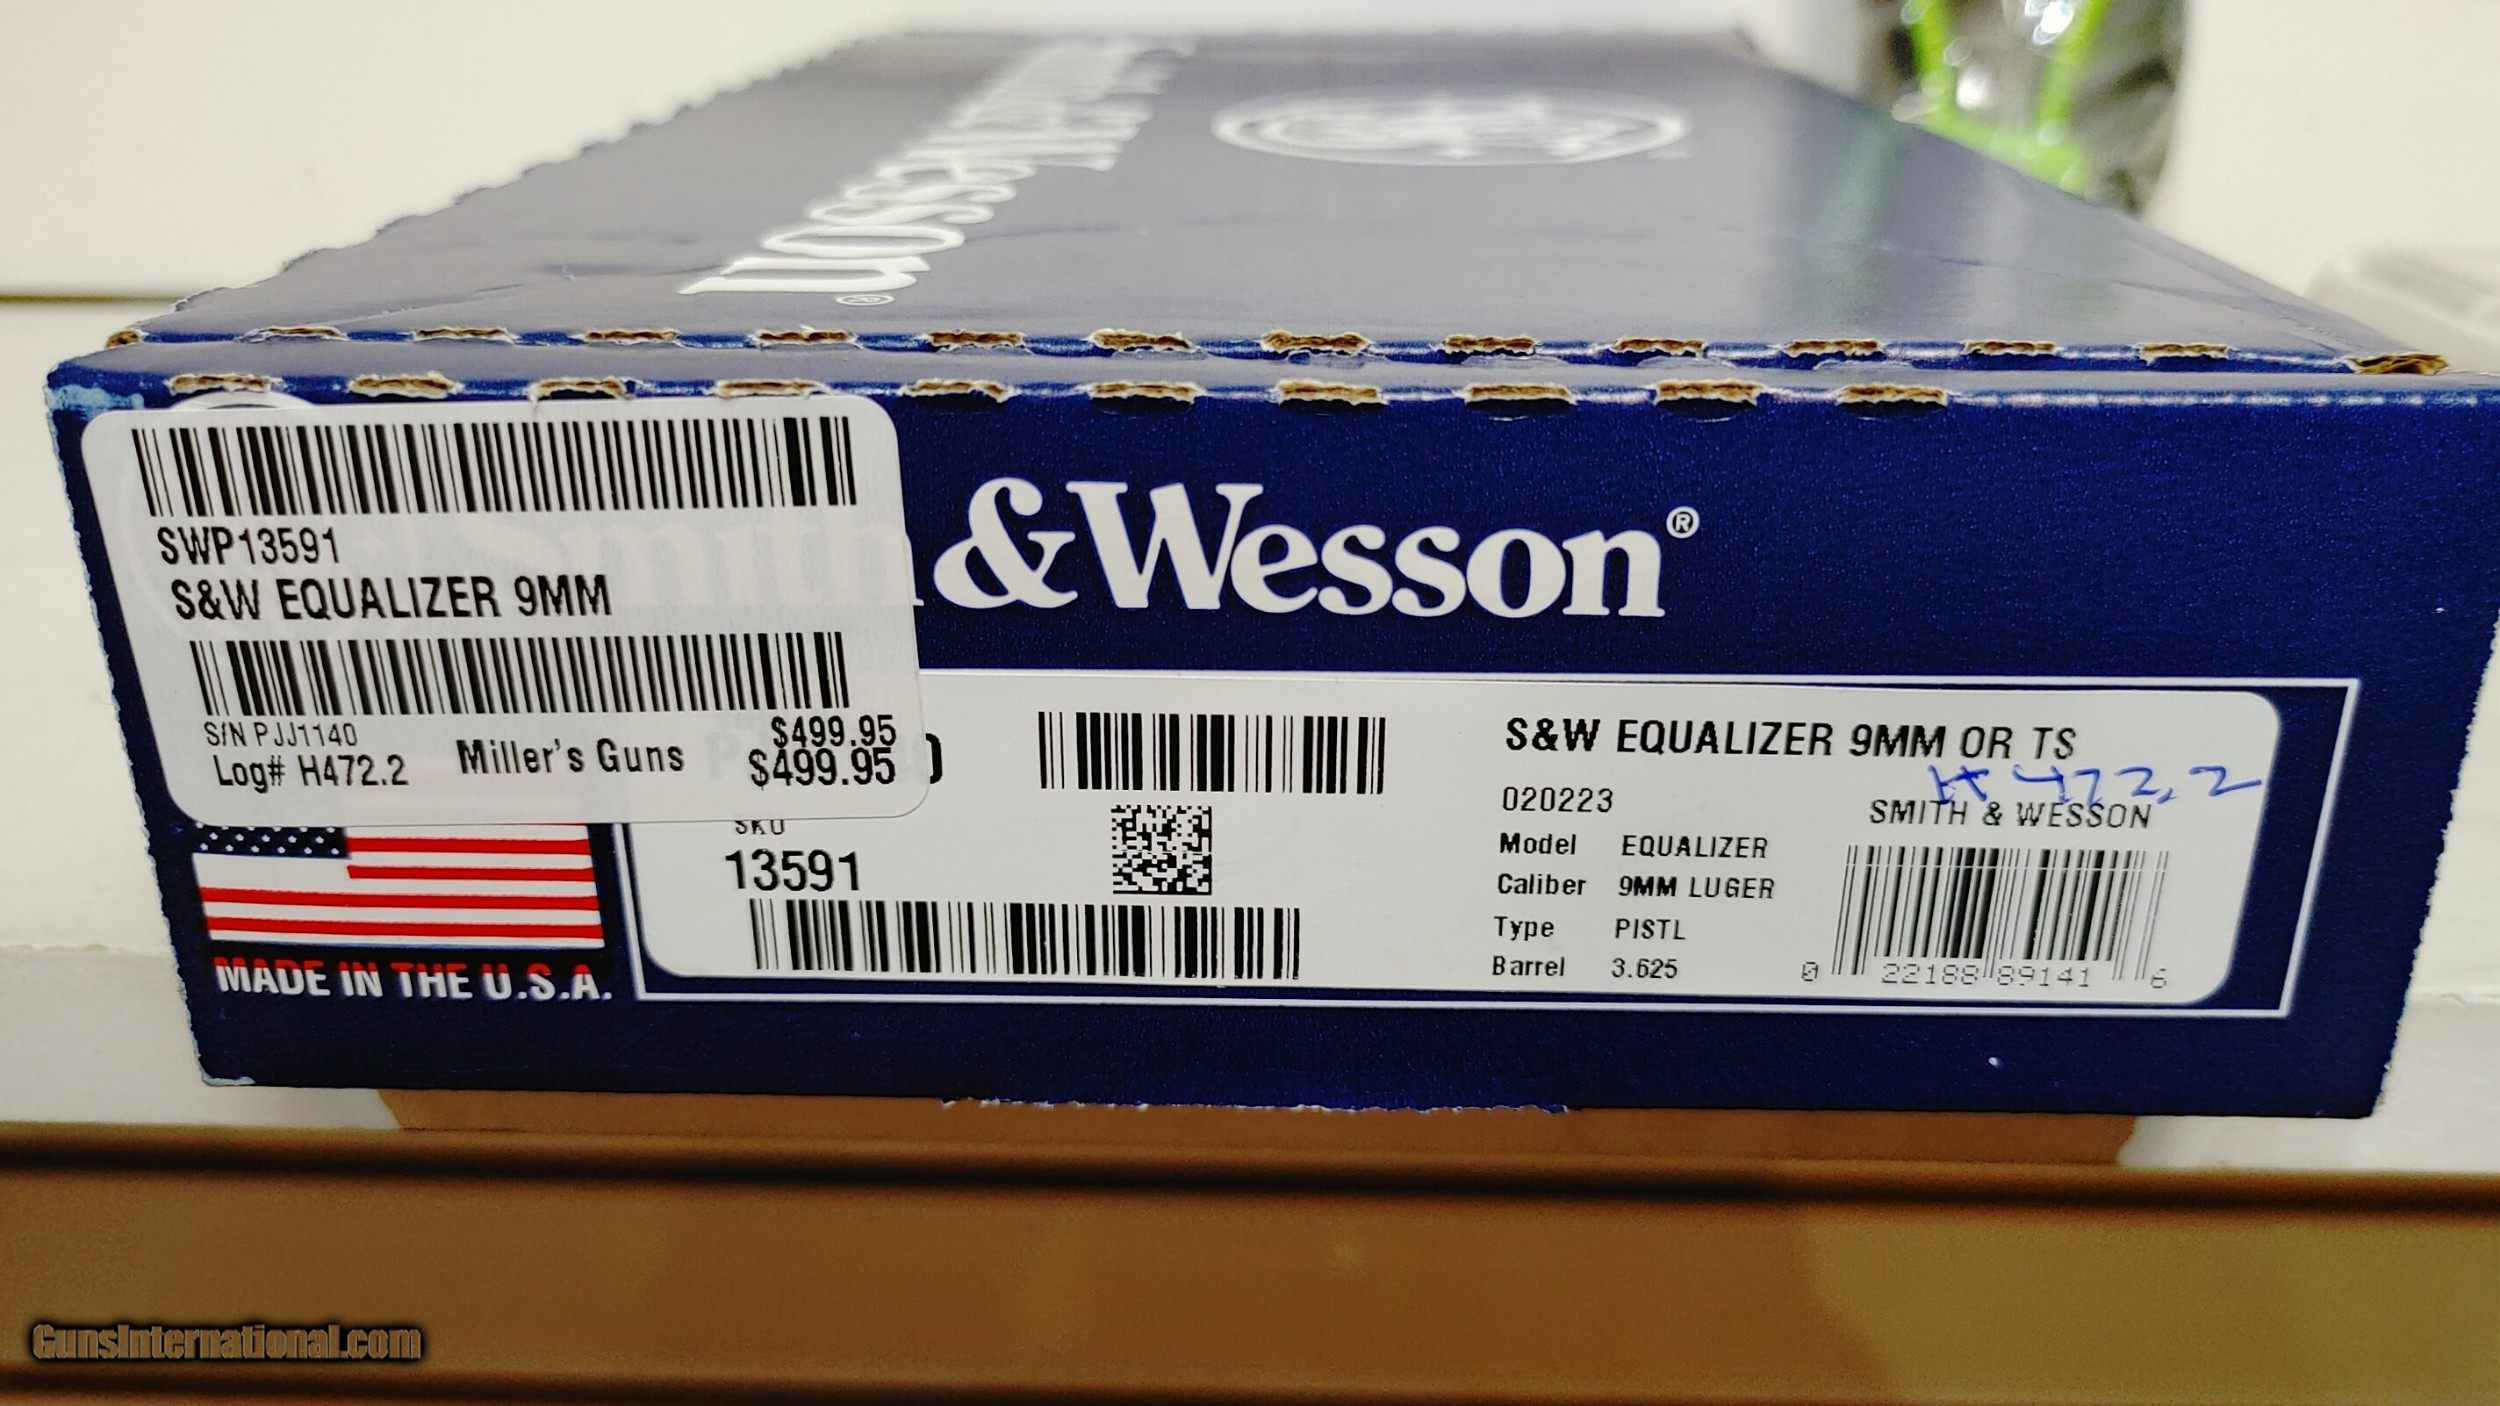 Wesson
®
Smith &Wesson®
SWP13591
S&W EQUALIZER 9MM
S/N PJJ1140
$499.95
Log# H472.2
Miller's Guns
$499.95
SKU
13591
MADE IN THE U.S.A.
S&W EQUALIZER 9MM OR TS
H472.2
020223
SMITH & WESSON
Model EQUALIZER
Caliber 9MM LUGER
Type PISTL
Barrel 3.625
0 22188 89141 6
GunsInternational.com